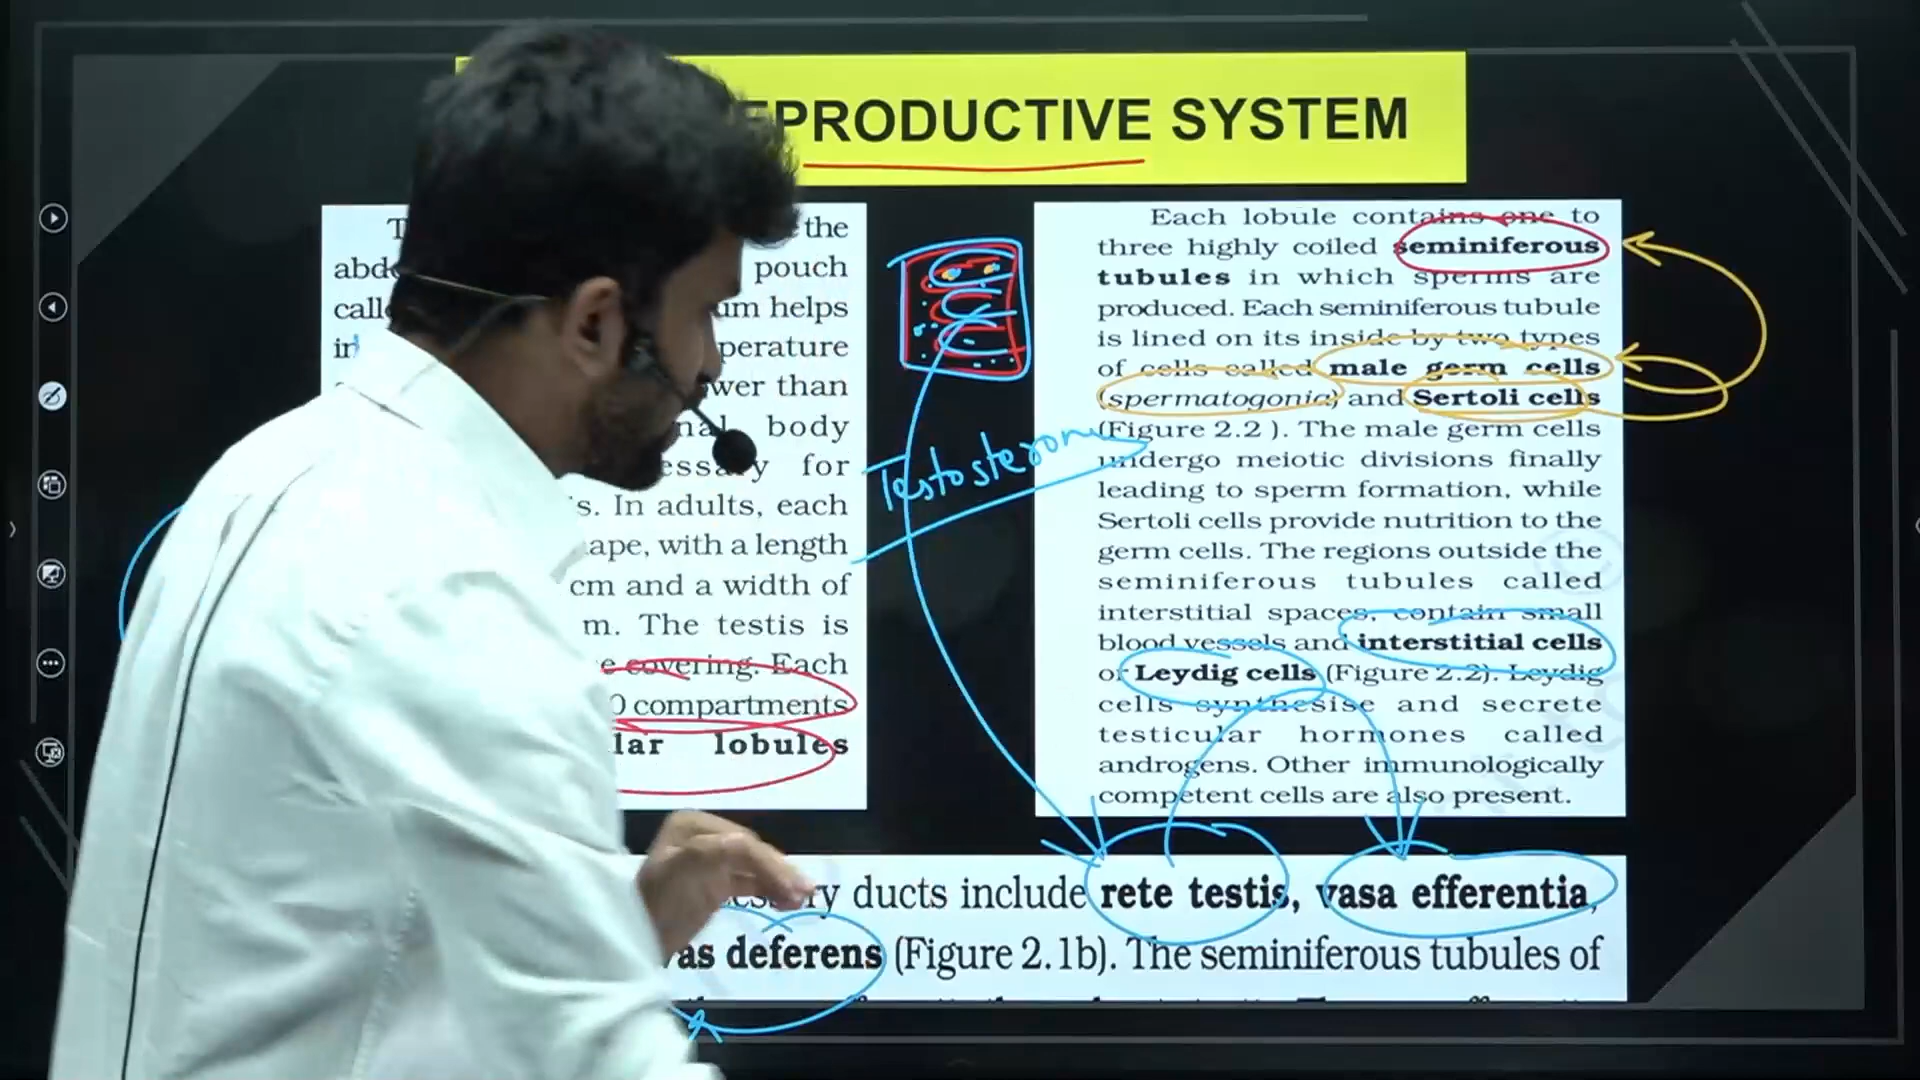 REPRODUCTIVE SYSTEM
the
pouch
helps
perature
than
body
for
s. In adults, each
ape, with a length
cm and a width of
m. The testis is
covering. Each
0 compartments
lar lobules
Testosterone
Each lobule contains one to
three highly coiled seminiferous
tubules in which sperms are
produced. Each seminiferous tubule
is lined on its inside by two types
of cells called male germ cells
(spermatogonia) and Sertoli cells
(Figure 2.2 ). The male germ cells
undergo meiotic divisions finally
leading to sperm formation, while
Sertoli cells provide nutrition to the
germ cells. The regions outside the
seminiferous tubules called
interstitial spaces, contain small
blood vessels and interstitial cells
or Leydig cells (Figure 2.2). Leydig
cells synthesise and secrete
testicular hormones called
androgens. Other immunologically
competent cells are also present.
ducts include rete testis, vasa efferentia,
vas deferens (Figure 2.1b). The seminiferous tubules of